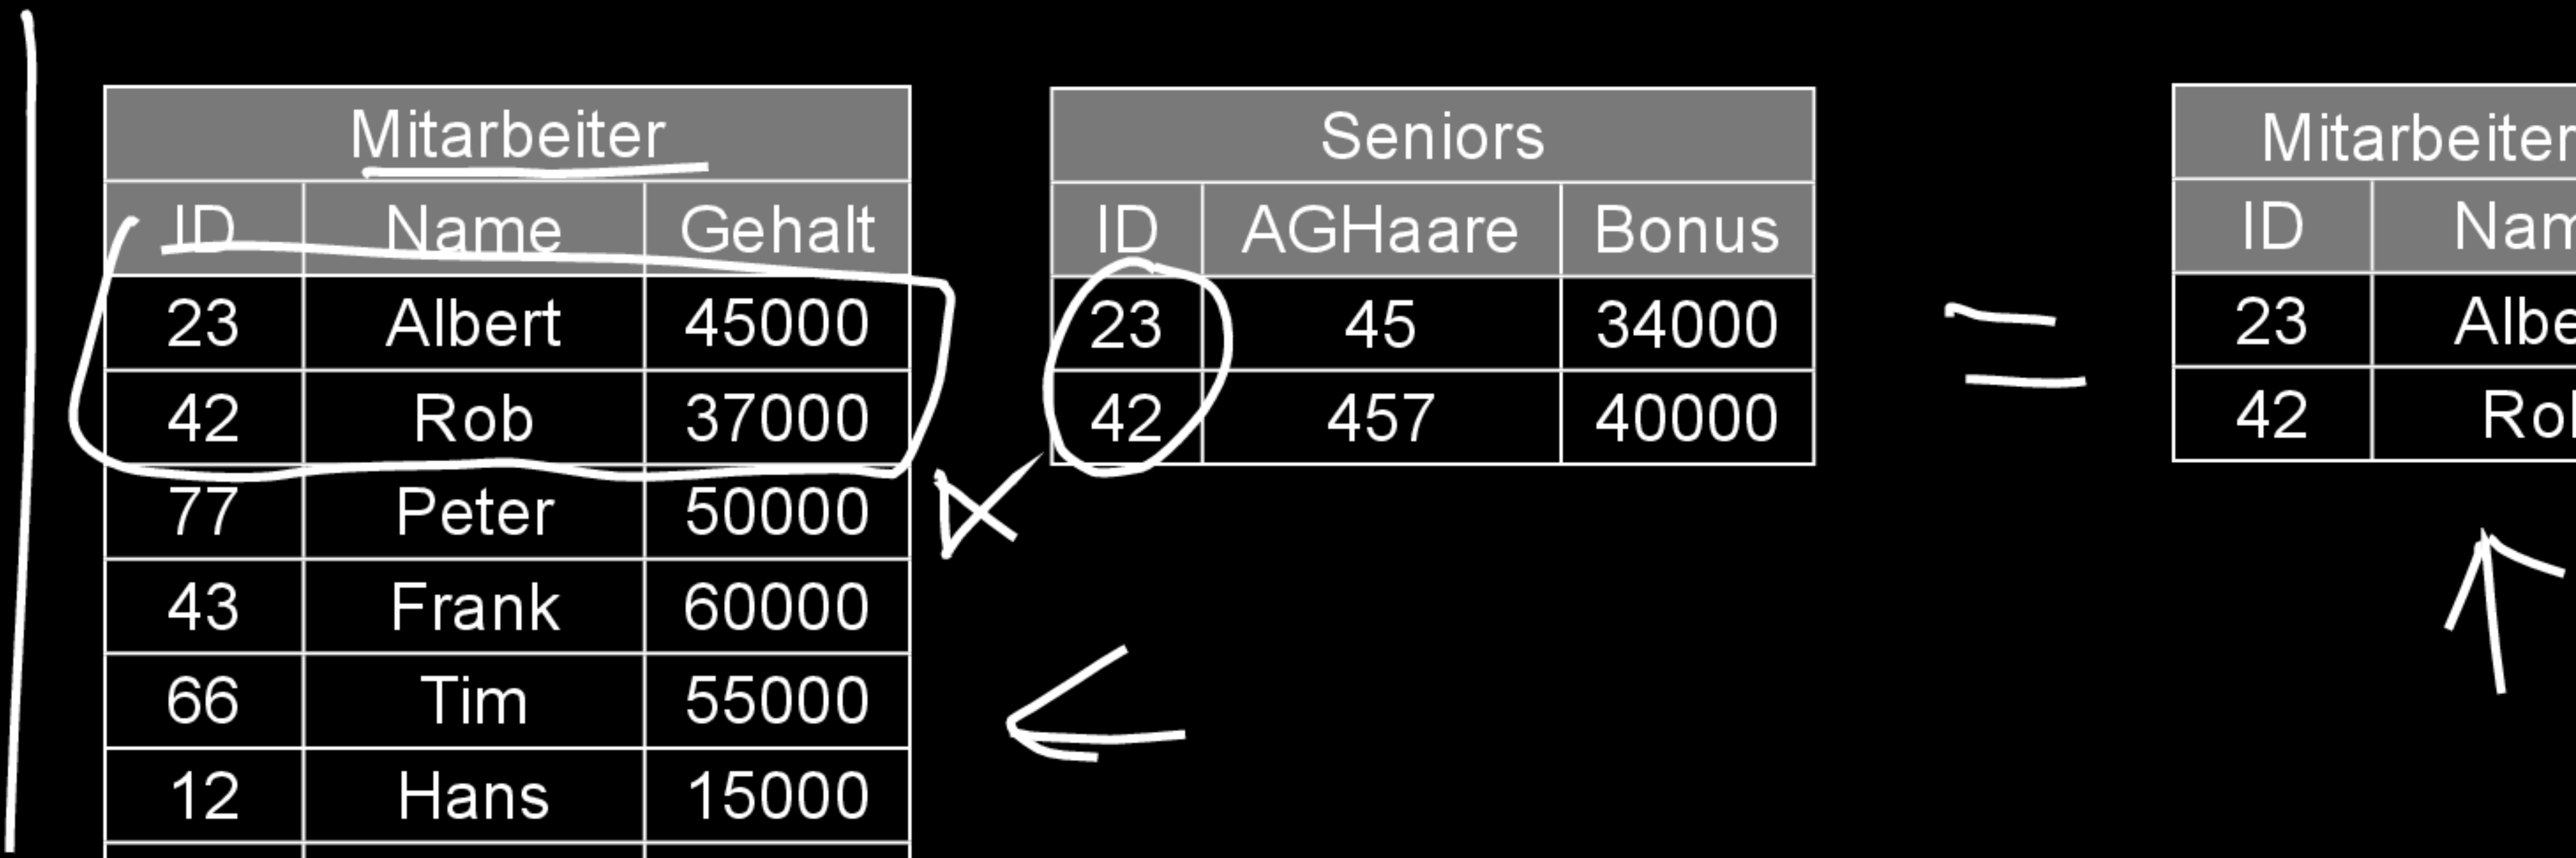 Mitarbeiter Seniors Mitarbeiter
ID Name Gehalt ID AGHaare Bonus ID
23 Albert 45000 23 45 34000 = 23
42 Rob 37000 42 457 40000 42
77 Peter 50000 ⋉
43 Frank 60000
66 Tim 55000
12 Hans 15000